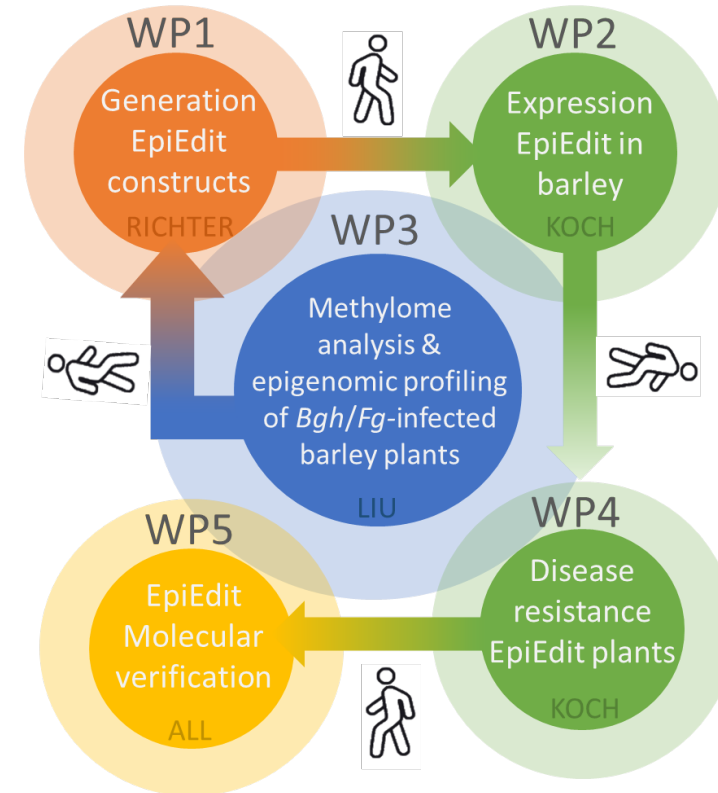 WP1
Generation
EpiEdit
constructs
RICHTER
WP2
Expression
EpiEdit in
barley
KOCH
WP3
Methylome
analysis &
epigenomic profiling
of Bgh/Fg-infected
barley plants
LIU
WP4
Disease
resistance
EpiEdit plants
KOCH
WP5
EpiEdit
Molecular
verification
ALL